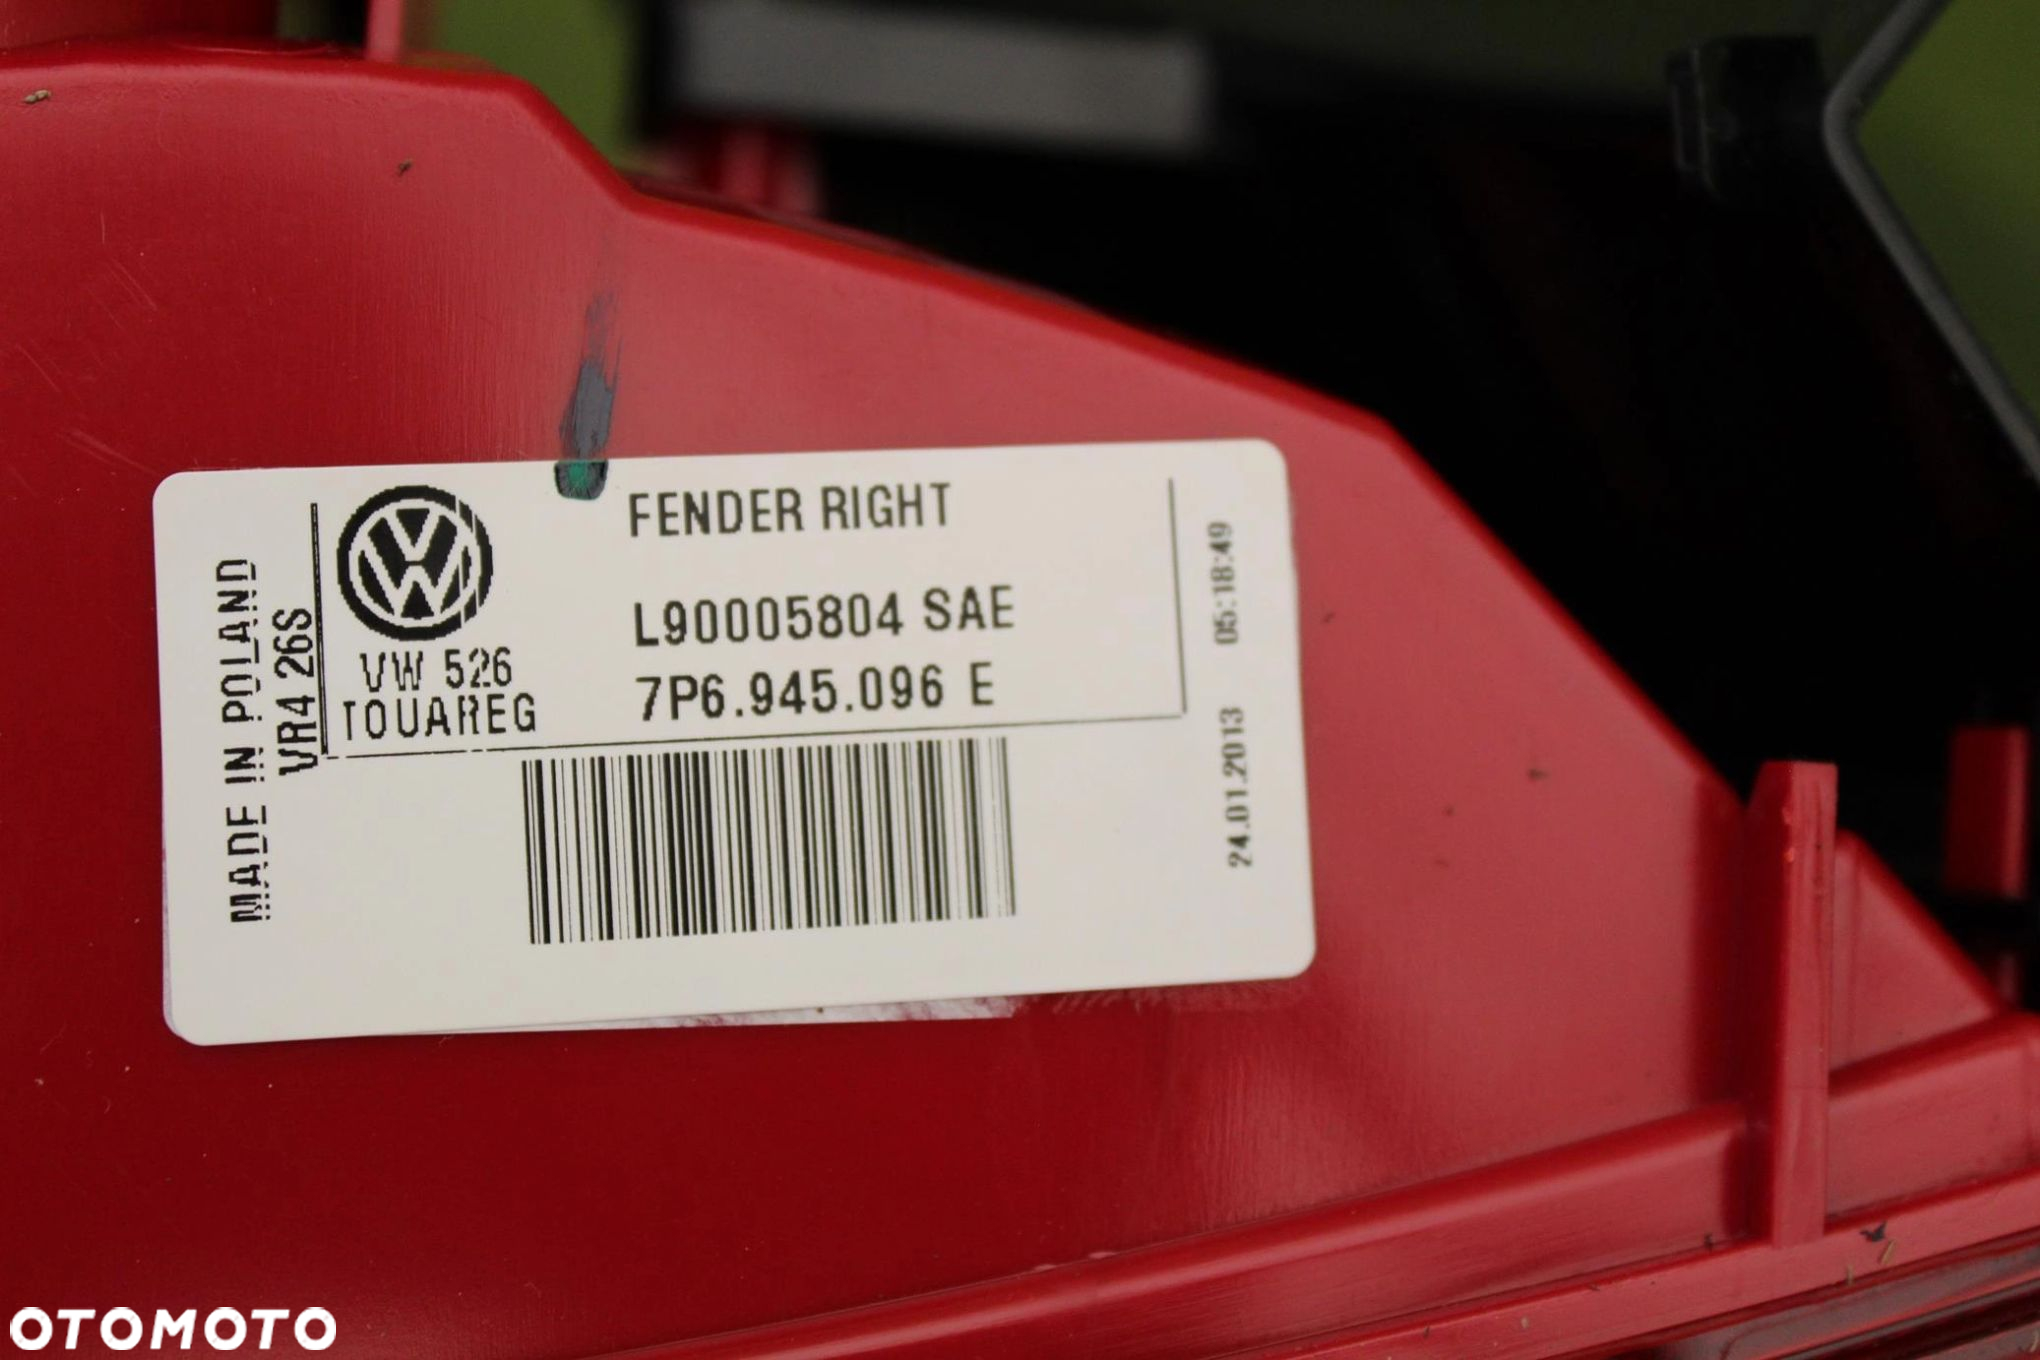 MADE IN POLAND
VR4 26S
VW 526
TOUAREG
FENDER RIGHT
L90005804 SAE
7P6.945.096 E
24.01.2013 05:18:49
OTOMOTO